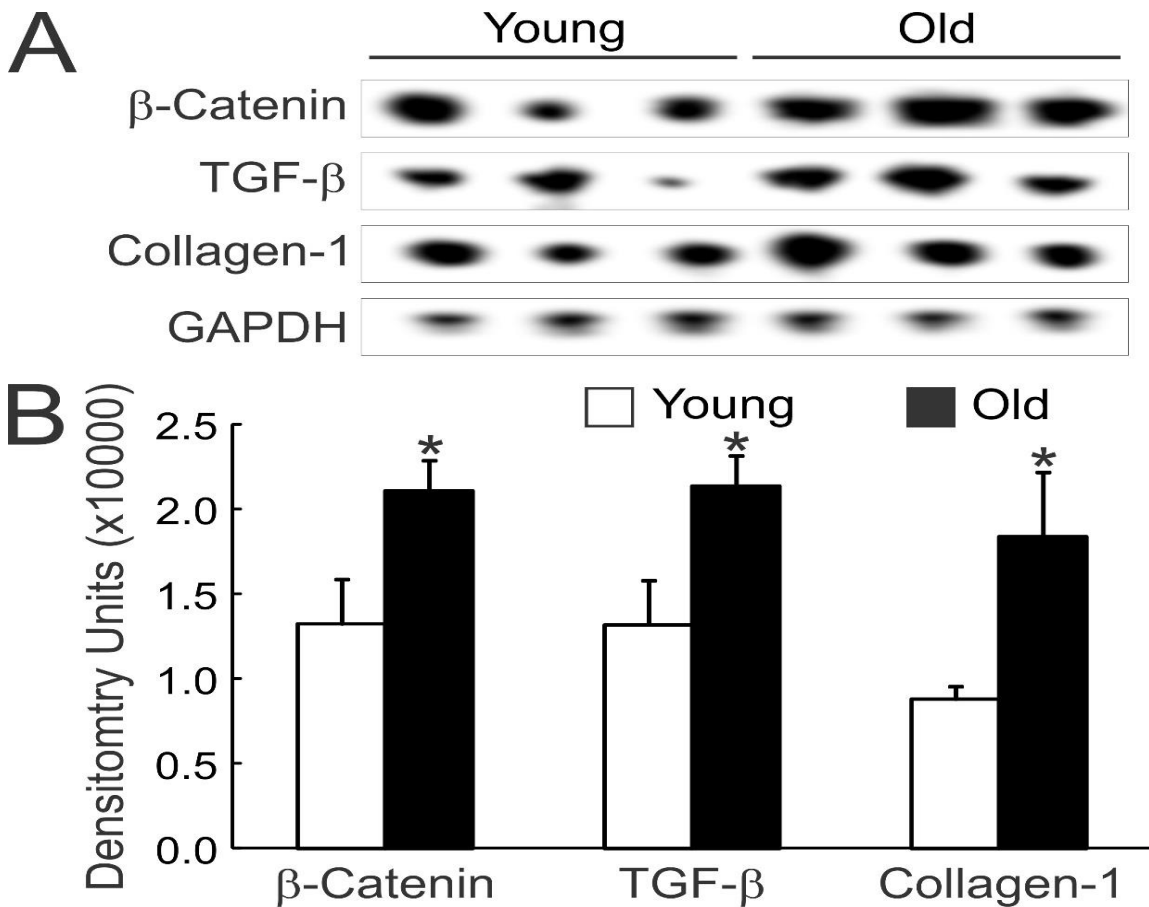 A
Young Old
β-Catenin
TGF-β
Collagen-1
GAPDH
B
Young Old
Densitomtry Units (x10000)
2.5
2.0
1.5
1.0
0.5
0.0
* * *
β-Catenin TGF-β Collagen-1